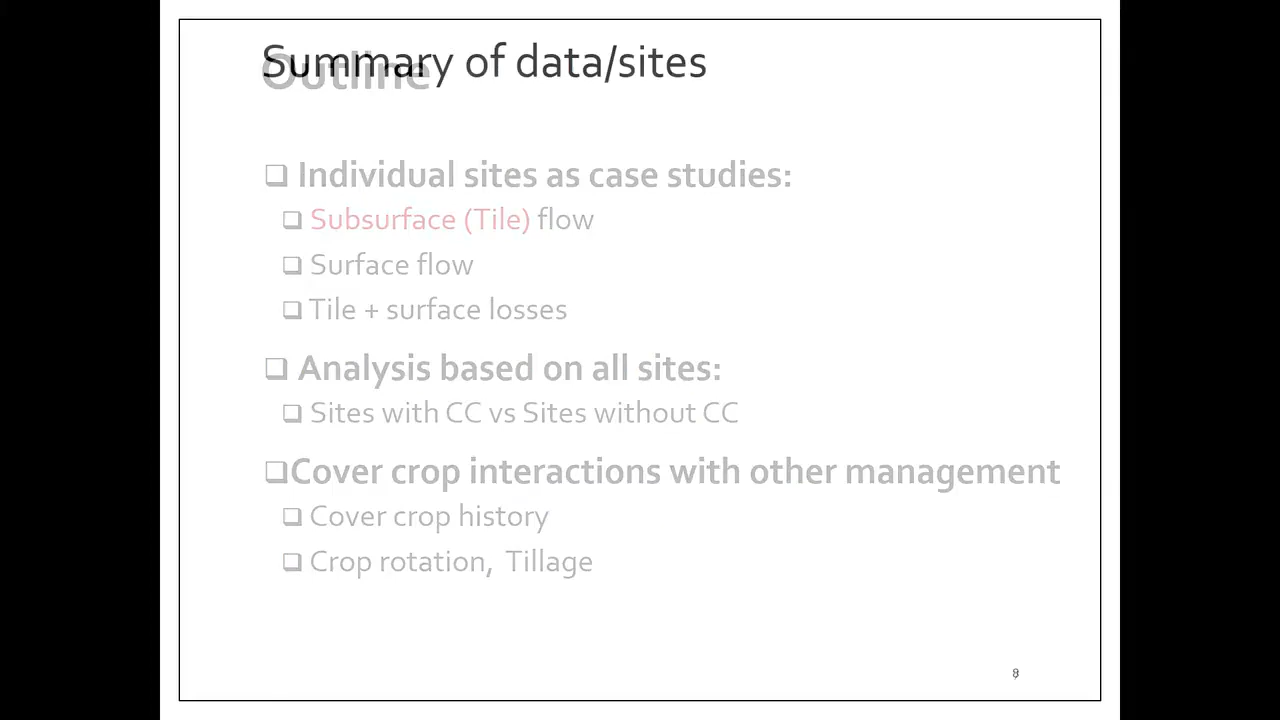 Summary of data/sites
Outline
❑ Individual sites as case studies:
❑ Subsurface (Tile) flow
❑ Surface flow
❑ Tile + surface losses
❑ Analysis based on all sites:
❑ Sites with CC vs Sites without CC
❑Cover crop interactions with other management
❑ Cover crop history
❑ Crop rotation, Tillage